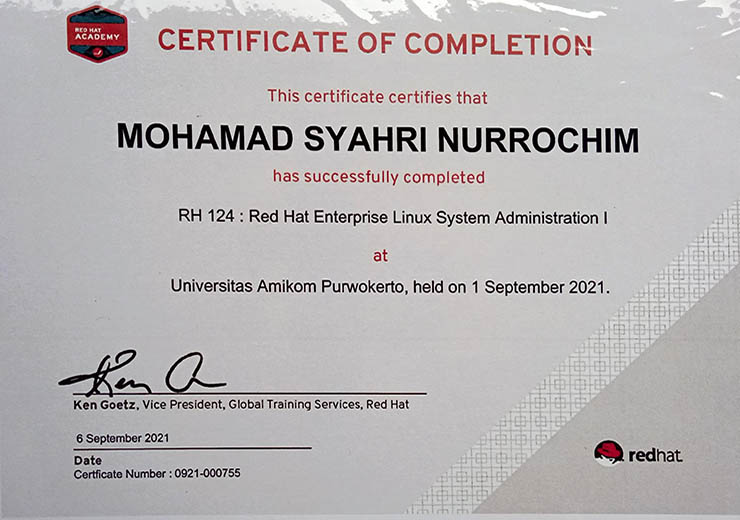 RED HAT
ACADEMY
CERTIFICATE OF COMPLETION
This certificate certifies that
MOHAMAD SYAHRI NURROCHIM
has successfully completed
RH 124 : Red Hat Enterprise Linux System Administration I
at
Universitas Amikom Purwokerto, held on 1 September 2021.
Ken Goetz, Vice President, Global Training Services, Red Hat
6 September 2021
Date
Certficate Number : 0921-000755
redhat